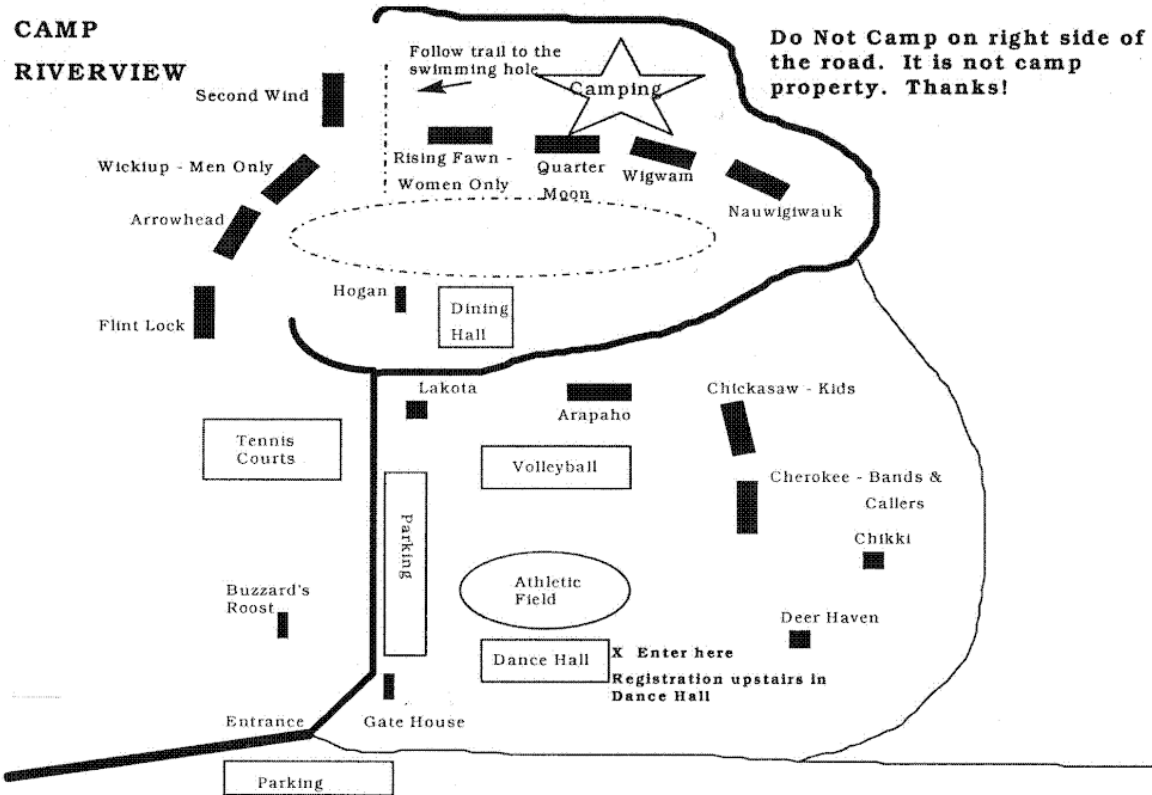 CAMP
RIVERVIEW
Do Not Camp on right side of
the road. It is not camp
property. Thanks!
Follow trail to the
swimming hole
Camping
Second Wind
Wickiup - Men Only
Rising Fawn -
Women Only
Quarter
Moon
Wigwam
Nauwigiwauk
Arrowhead
Hogan
Dining
Hall
Flint Lock
Lakota
Arapaho
Chickasaw - Kids
Tennis
Courts
Volleyball
Cherokee - Bands &
Callers
Parking
Chikki
Athletic
Field
Buzzard's
Roost
Deer Haven
Dance Hall
X Enter here
Registration upstairs in
Dance Hall
Entrance
Gate House
Parking